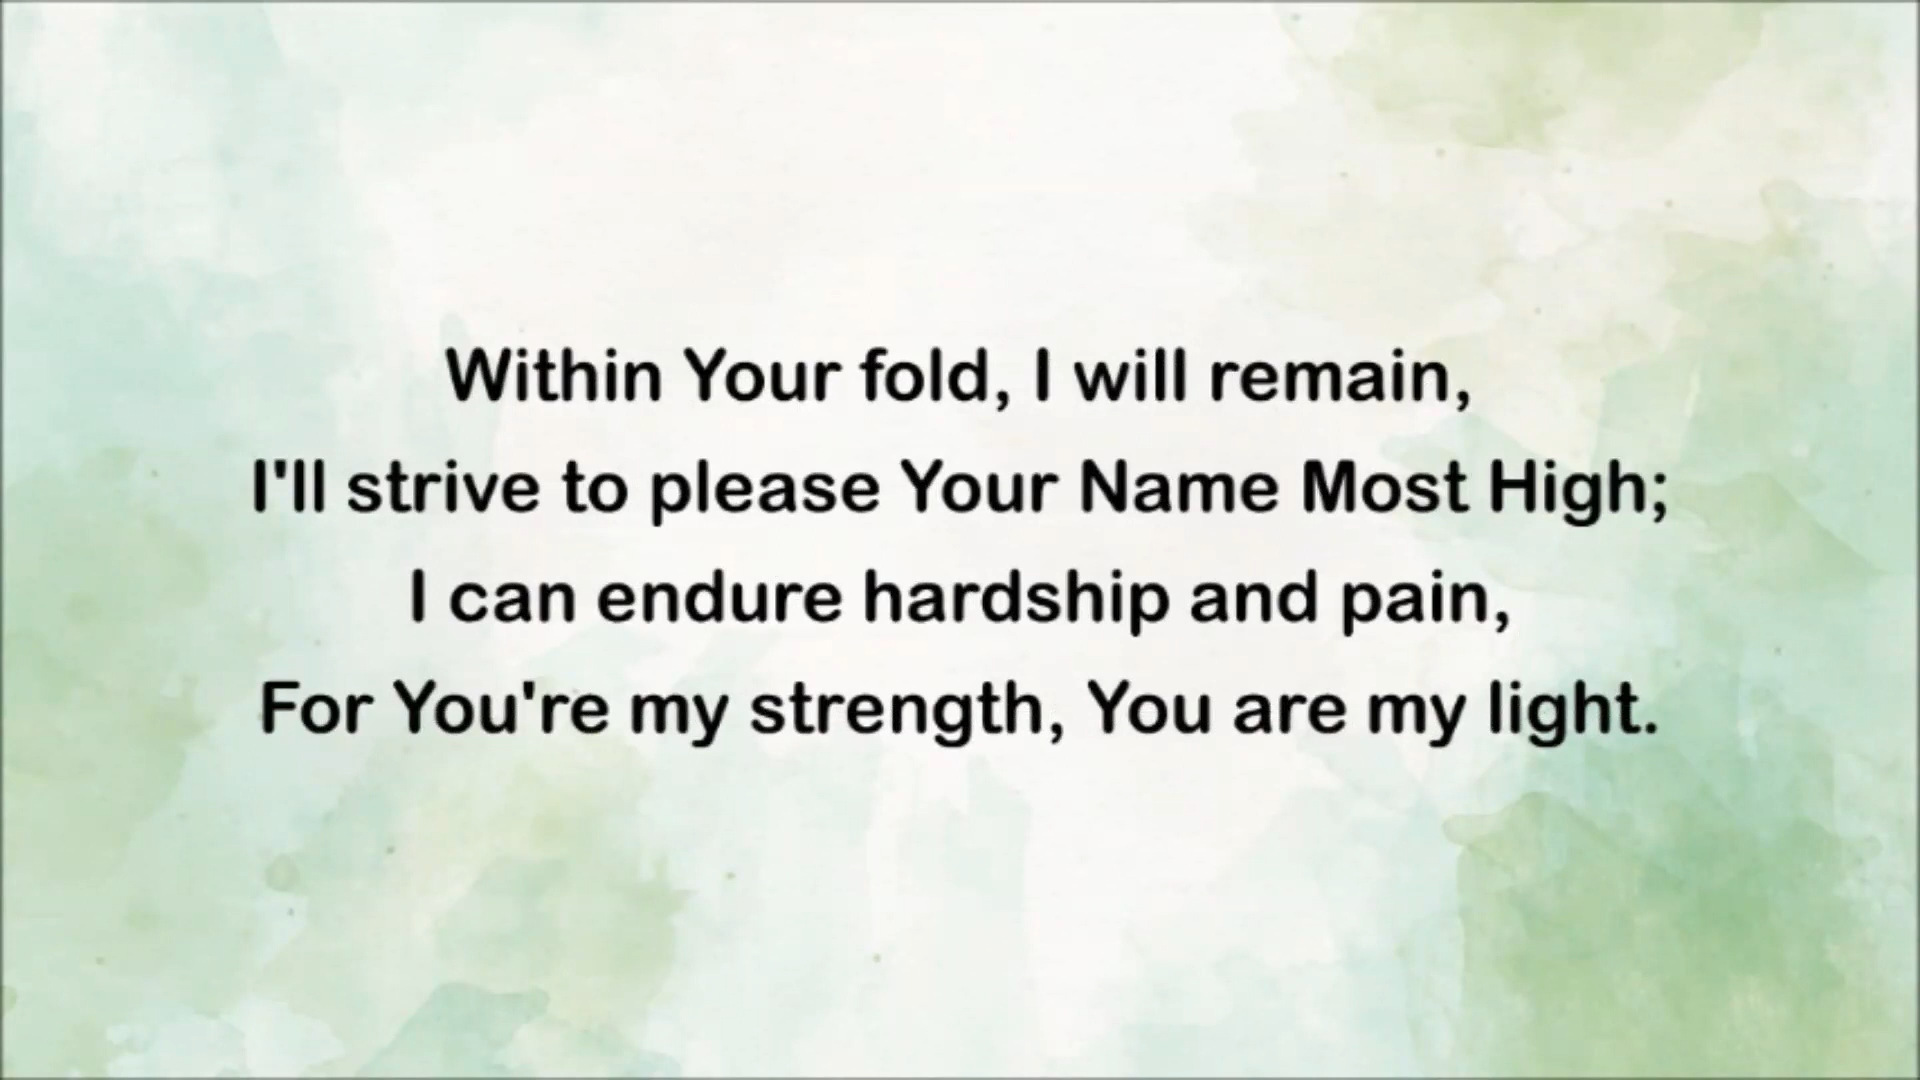 Within Your fold, I will remain,
I'll strive to please Your Name Most High;
I can endure hardship and pain,
For You're my strength, You are my light.